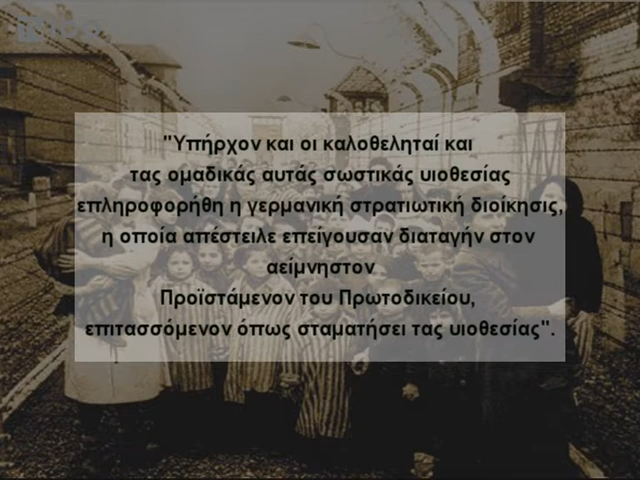 "Υπήρχον και οι καλοθεληταί και
τας ομαδικάς αυτάς σωστικάς υιοθεσίας
επληροφορήθη η γερμανική στρατιωτική διοίκησις,
η οποία απέστειλε επείγουσαν διαταγήν στον
αείμνηστον
Προϊστάμενον του Πρωτοδικείου,
επιτασσόμενον όπως σταματήσει τας υιοθεσίας".